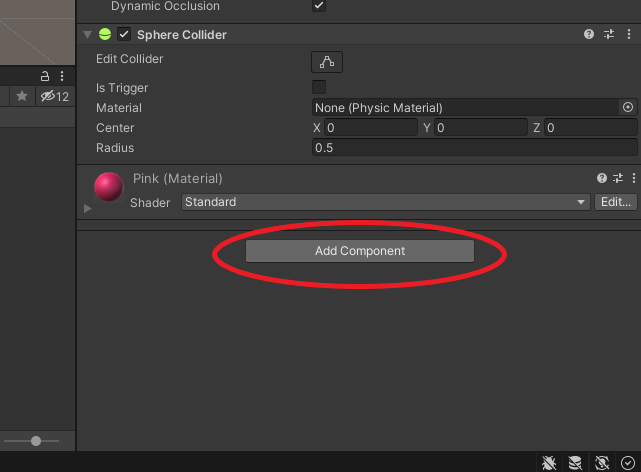 Dynamic Occlusion
Sphere Collider
Edit Collider
12
Is Trigger
Material None (Physic Material)
Center X 0 Y 0 Z 0
Radius 0.5
Pink (Material)
Shader Standard Edit...
Add Component